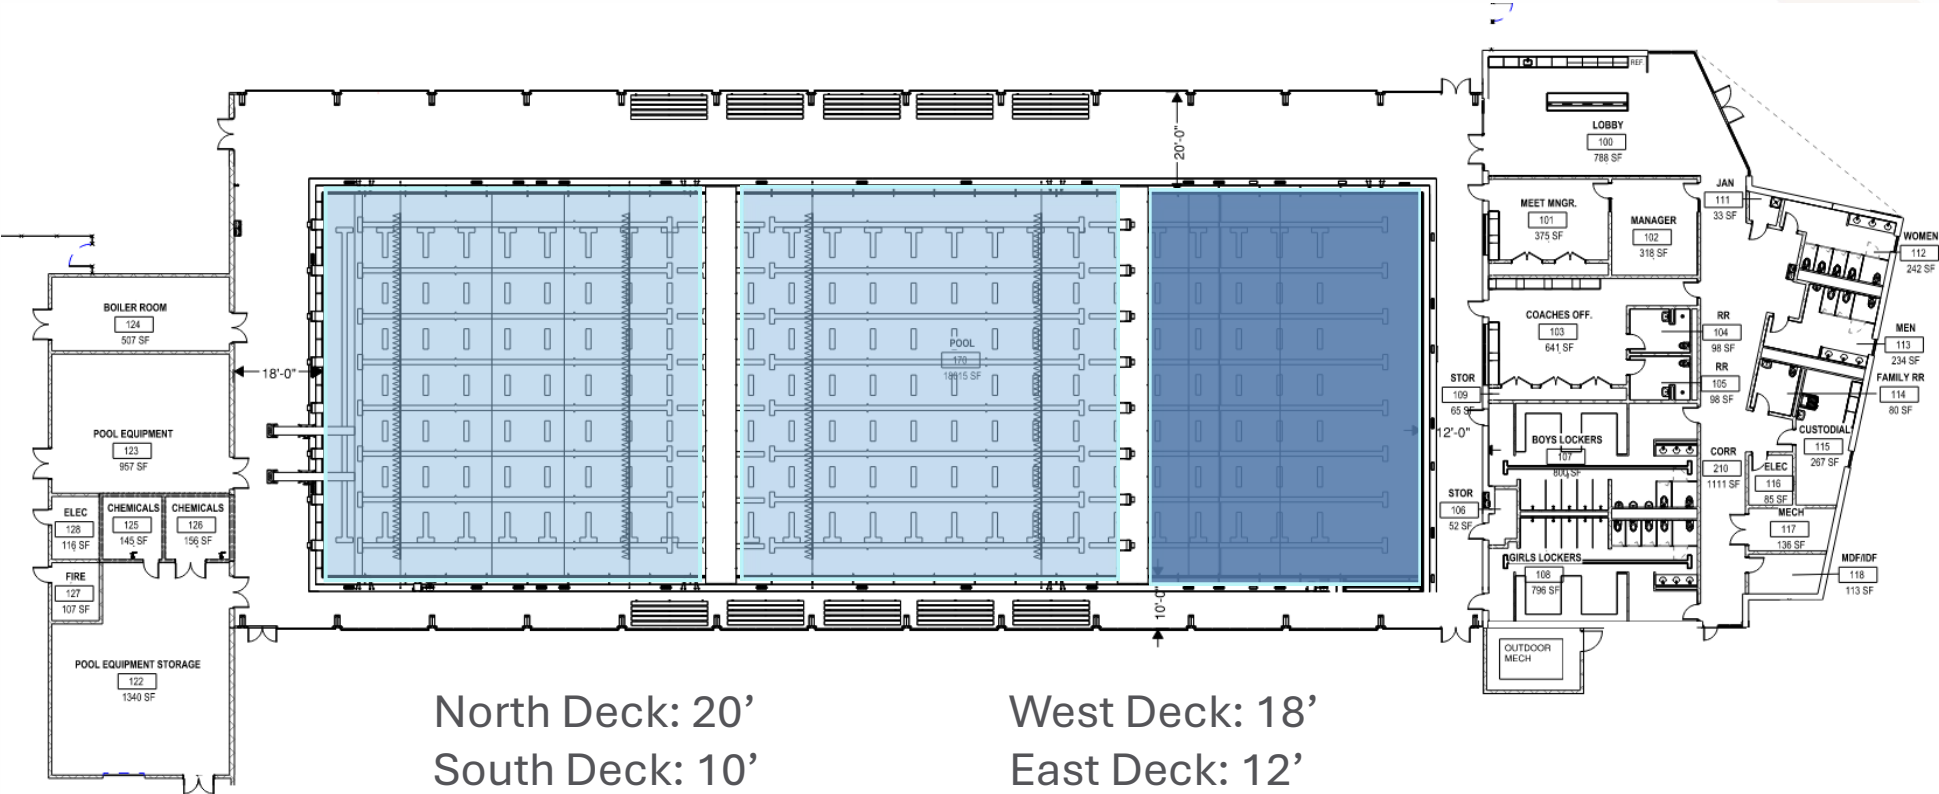 REF
LOBBY
100
788 SF
20'-0"
MEET MNGR.
101
375 SF
MANAGER
102
318 SF
JAN
111
33 SF
WOMEN
112
242 SF
BOILER ROOM
124
507 SF
COACHES OFF.
103
641 SF
RR
104
98 SF
MEN
113
234 SF
POOL
170
18615 SF
18'-0"
RR
105
98 SF
STOR
109
65 SF
FAMILY RR
114
80 SF
POOL EQUIPMENT
123
957 SF
12'-0"
BOYS LOCKERS
107
800 SF
CUSTODIAL
115
267 SF
CORR
210
1111 SF
ELEC
116
85 SF
STOR
106
52 SF
ELEC
128
116 SF
CHEMICALS
125
145 SF
CHEMICALS
126
156 SF
MECH
117
136 SF
GIRLS LOCKERS
108
796 SF
MDF/IDF
118
113 SF
FIRE
127
107 SF
10'-0"
OUTDOOR
MECH
POOL EQUIPMENT STORAGE
122
1340 SF
North Deck: 20’
South Deck: 10’
West Deck: 18’
East Deck: 12’